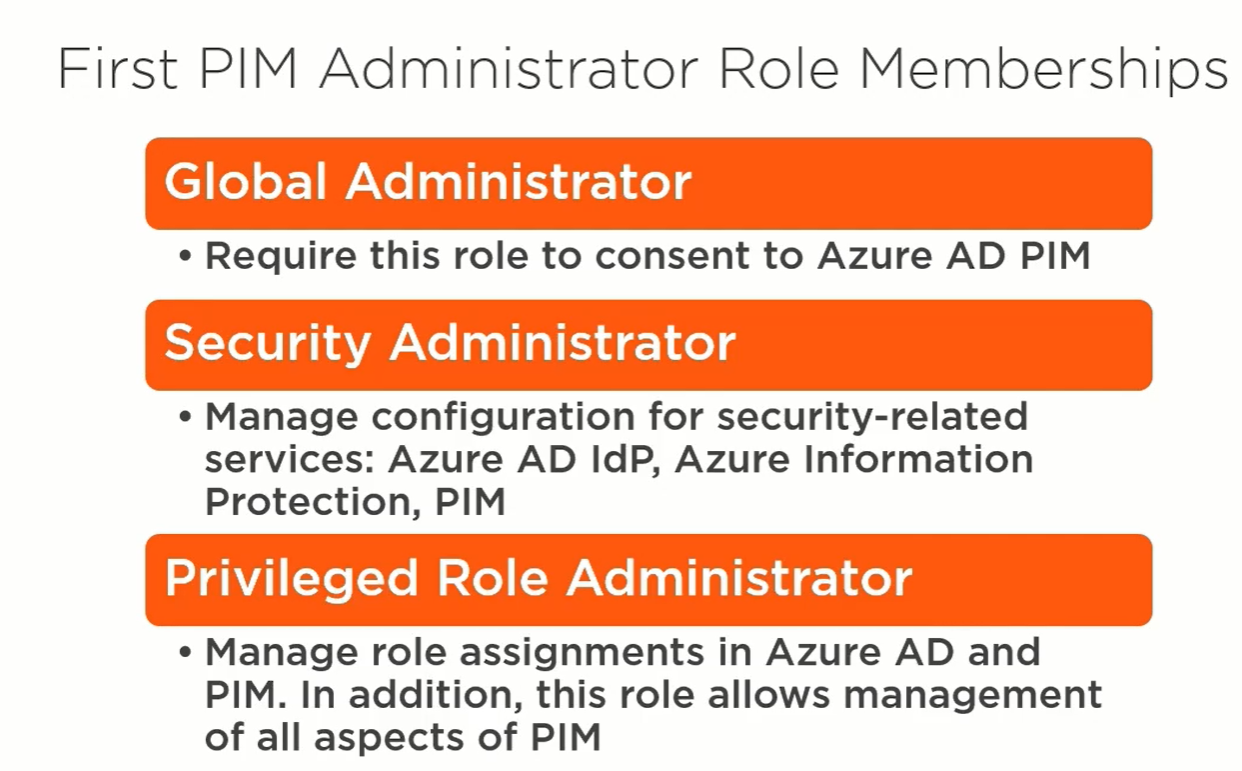 First PIM Administrator Role Memberships
Global Administrator
• Require this role to consent to Azure AD PIM
Security Administrator
• Manage configuration for security-related
services: Azure AD IdP, Azure Information
Protection, PIM
Privileged Role Administrator
• Manage role assignments in Azure AD and
PIM. In addition, this role allows management
of all aspects of PIM